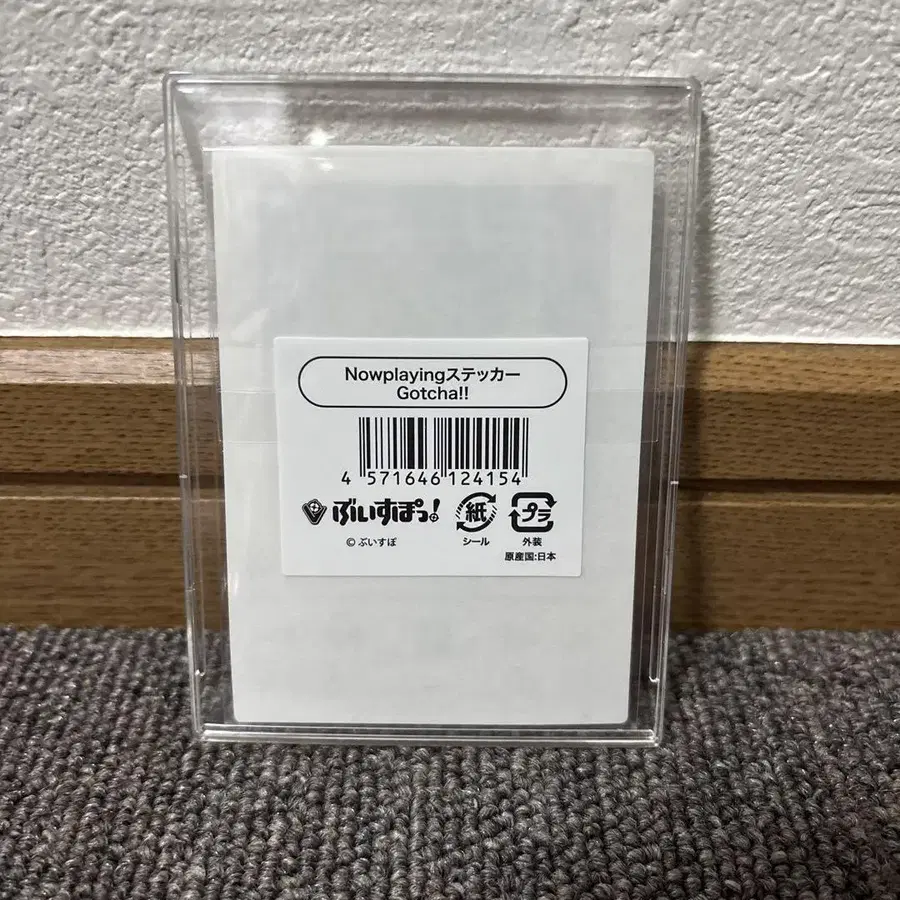 Nowplayingステッカー
Gotcha!!
4 571646 124154
ぶいすぽっ!
© ぶいすぽ
紙
シール
プラ
外装
原産国:日本